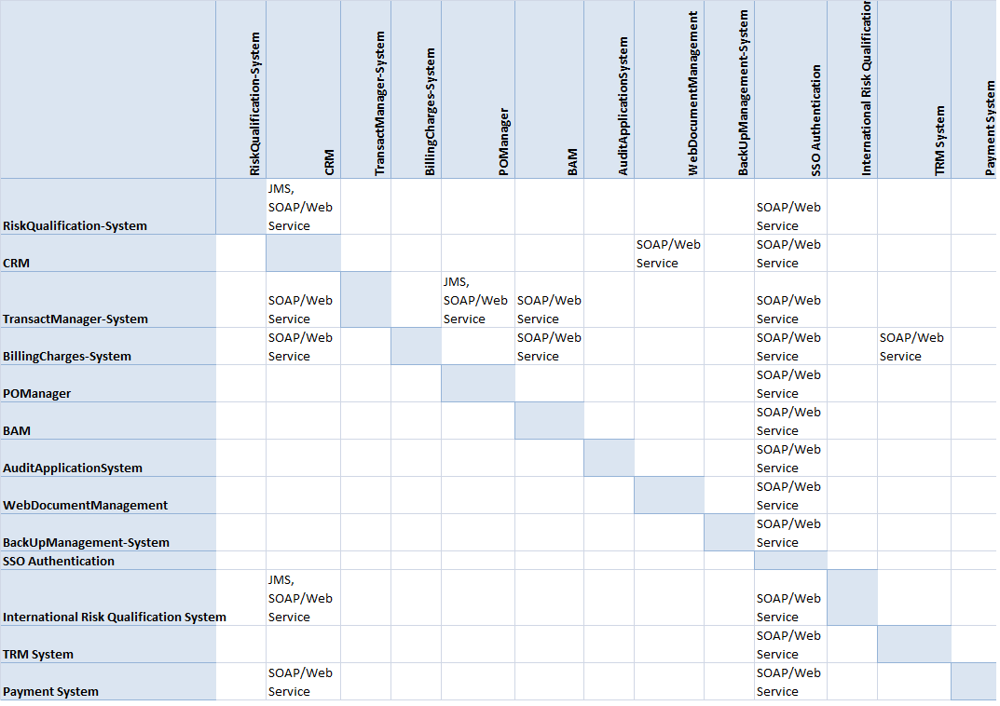 RiskQualification-System
CRM
TransactManager-System
BillingCharges-System
POManager
BAM
AuditApplicationSystem
WebDocumentManagement
BackUpManagement-System
SSO Authentication
International Risk Qualification
TRM System
Payment System
JMS,
SOAP/Web SOAP/Web
RiskQualification-System Service Service
SOAP/Web SOAP/Web
CRM Service Service
JMS,
SOAP/Web SOAP/Web SOAP/Web SOAP/Web
TransactManager-System Service Service Service Service
SOAP/Web SOAP/Web SOAP/Web SOAP/Web
BillingCharges-System Service Service Service Service
SOAP/Web
POManager Service
SOAP/Web
BAM Service
SOAP/Web
AuditApplicationSystem Service
SOAP/Web
WebDocumentManagement Service
SOAP/Web
BackUpManagement-System Service
SSO Authentication
JMS,
SOAP/Web SOAP/Web
International Risk Qualification System Service Service
SOAP/Web
TRM System Service
SOAP/Web SOAP/Web
Payment System Service Service